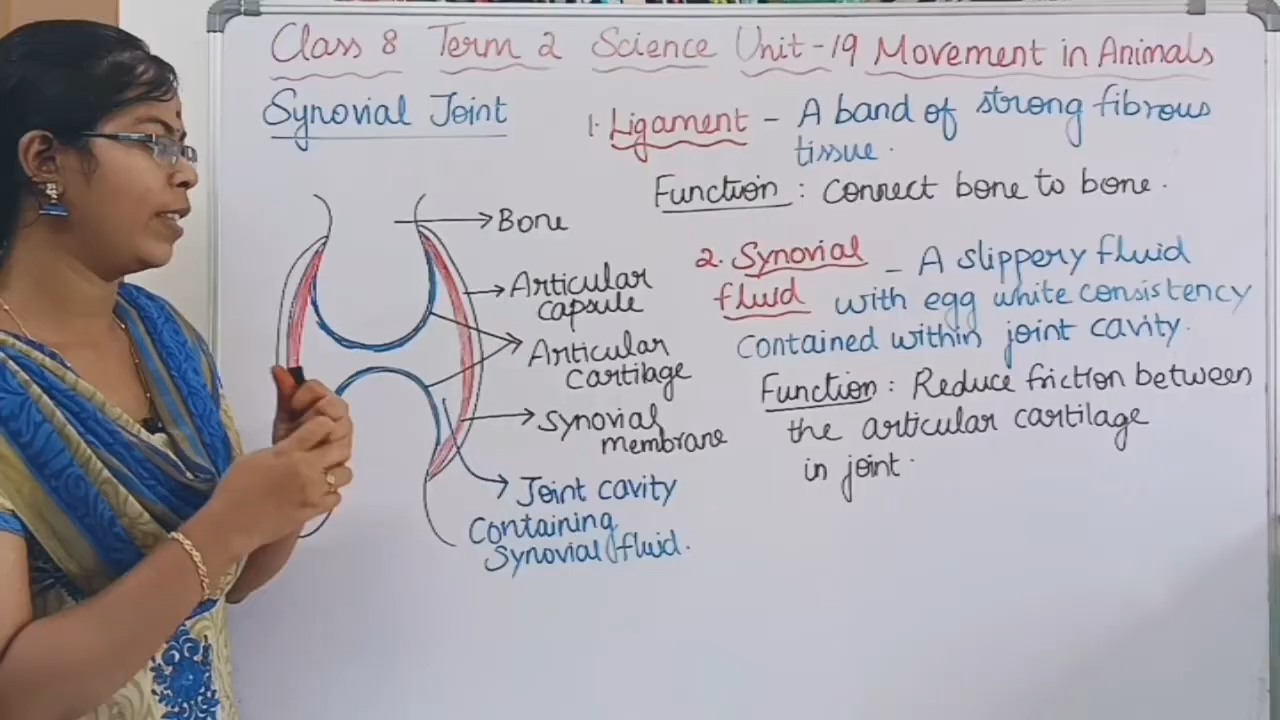 Class 8 Term 2 Science Unit-19 Movement in Animals
Synovial Joint
Bone
Articular
capsule
Articular
cartilage
Synovial
membrane
Joint cavity
Containing
Synovial fluid.
1. Ligament - A band of strong fibrous
tissue.
Function : Connect bone to bone.
2. Synovial - A slippery fluid
fluid with egg white consistency
contained within joint cavity.
Function : Reduce friction between
the articular cartilage
in joint.